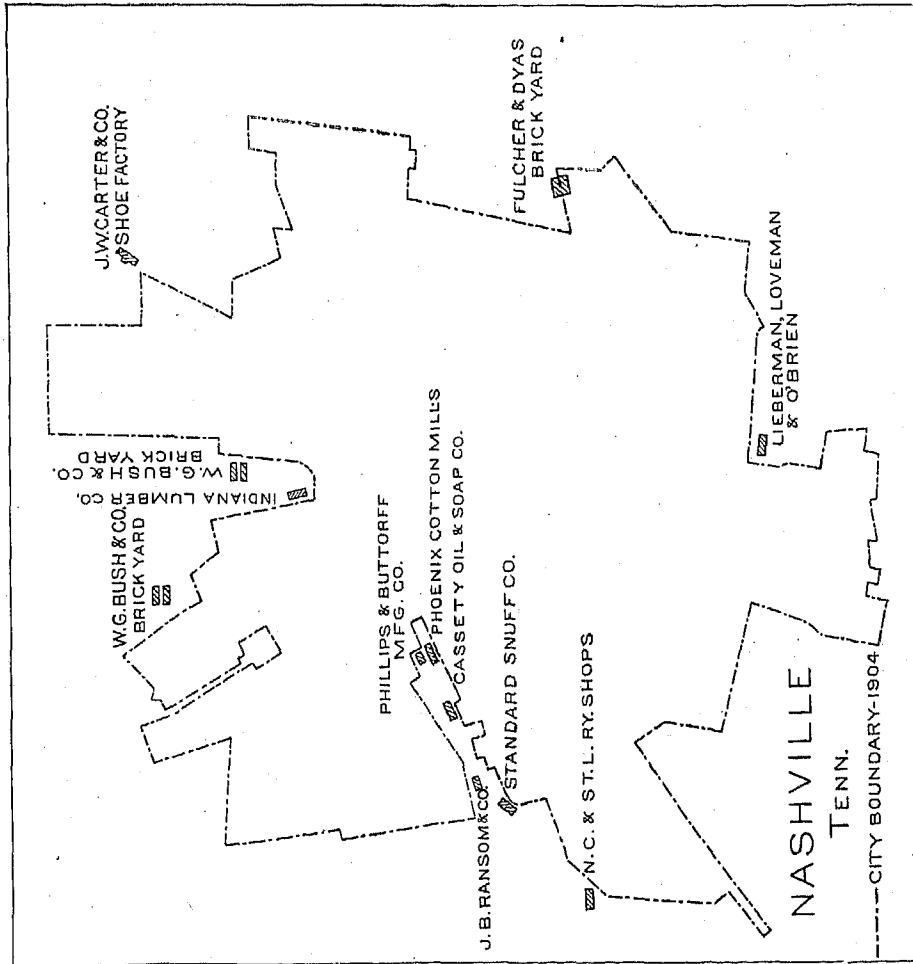 J.W. CARTER & CO.
SHOE FACTORY
FULCHER & DYAS
BRICK YARD
W.G. BUSH & CO.
BRICK YARD
INDIANA LUMBER CO.
W.G. BUSH & CO.
BRICK YARD
LIEBERMAN, LOVEMAN
& O'BRIEN
PHILLIPS & BUTTORFF
MFG. CO.
PHOENIX COTTON MILLS
CASSETY OIL & SOAP CO.
STANDARD SNUFF CO.
J.B. RANSOM & CO.
N.C. & ST. L. RY. SHOPS
NASHVILLE
TENN.
CITY BOUNDARY-1904